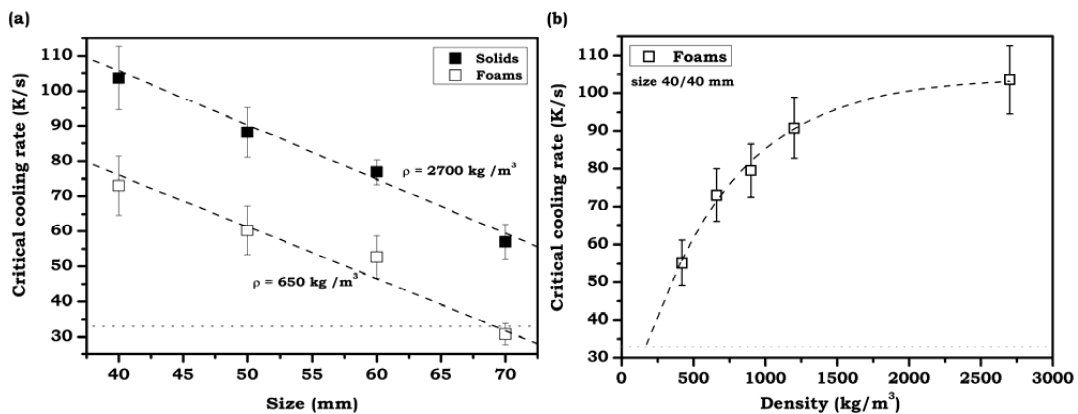 (a)
Critical cooling rate (K/s)
110
100
90
80
70
60
50
40
30
Solids
Foams
ρ = 2700 kg /m³
ρ = 650 kg /m³
40 45 50 55 60 65 70
Size (mm)
(b)
Critical cooling rate (K/s)
110
100
90
80
70
60
50
40
30
Foams
size 40/40 mm
0 500 1000 1500 2000 2500 3000
Density (kg/m³)